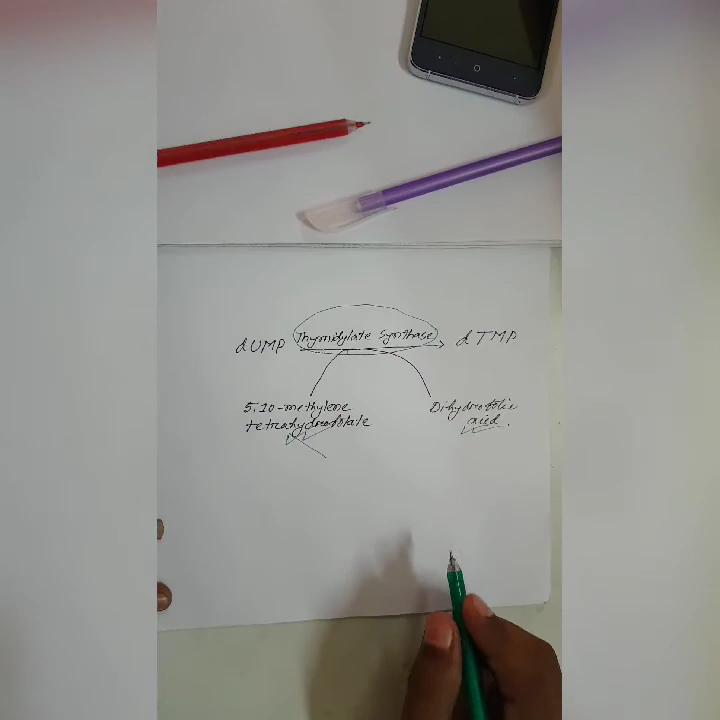 dUMP Thymidylate Synthase dTMP
5,10-methylene
tetrahydrofolate
Dihydrofolic
acid.